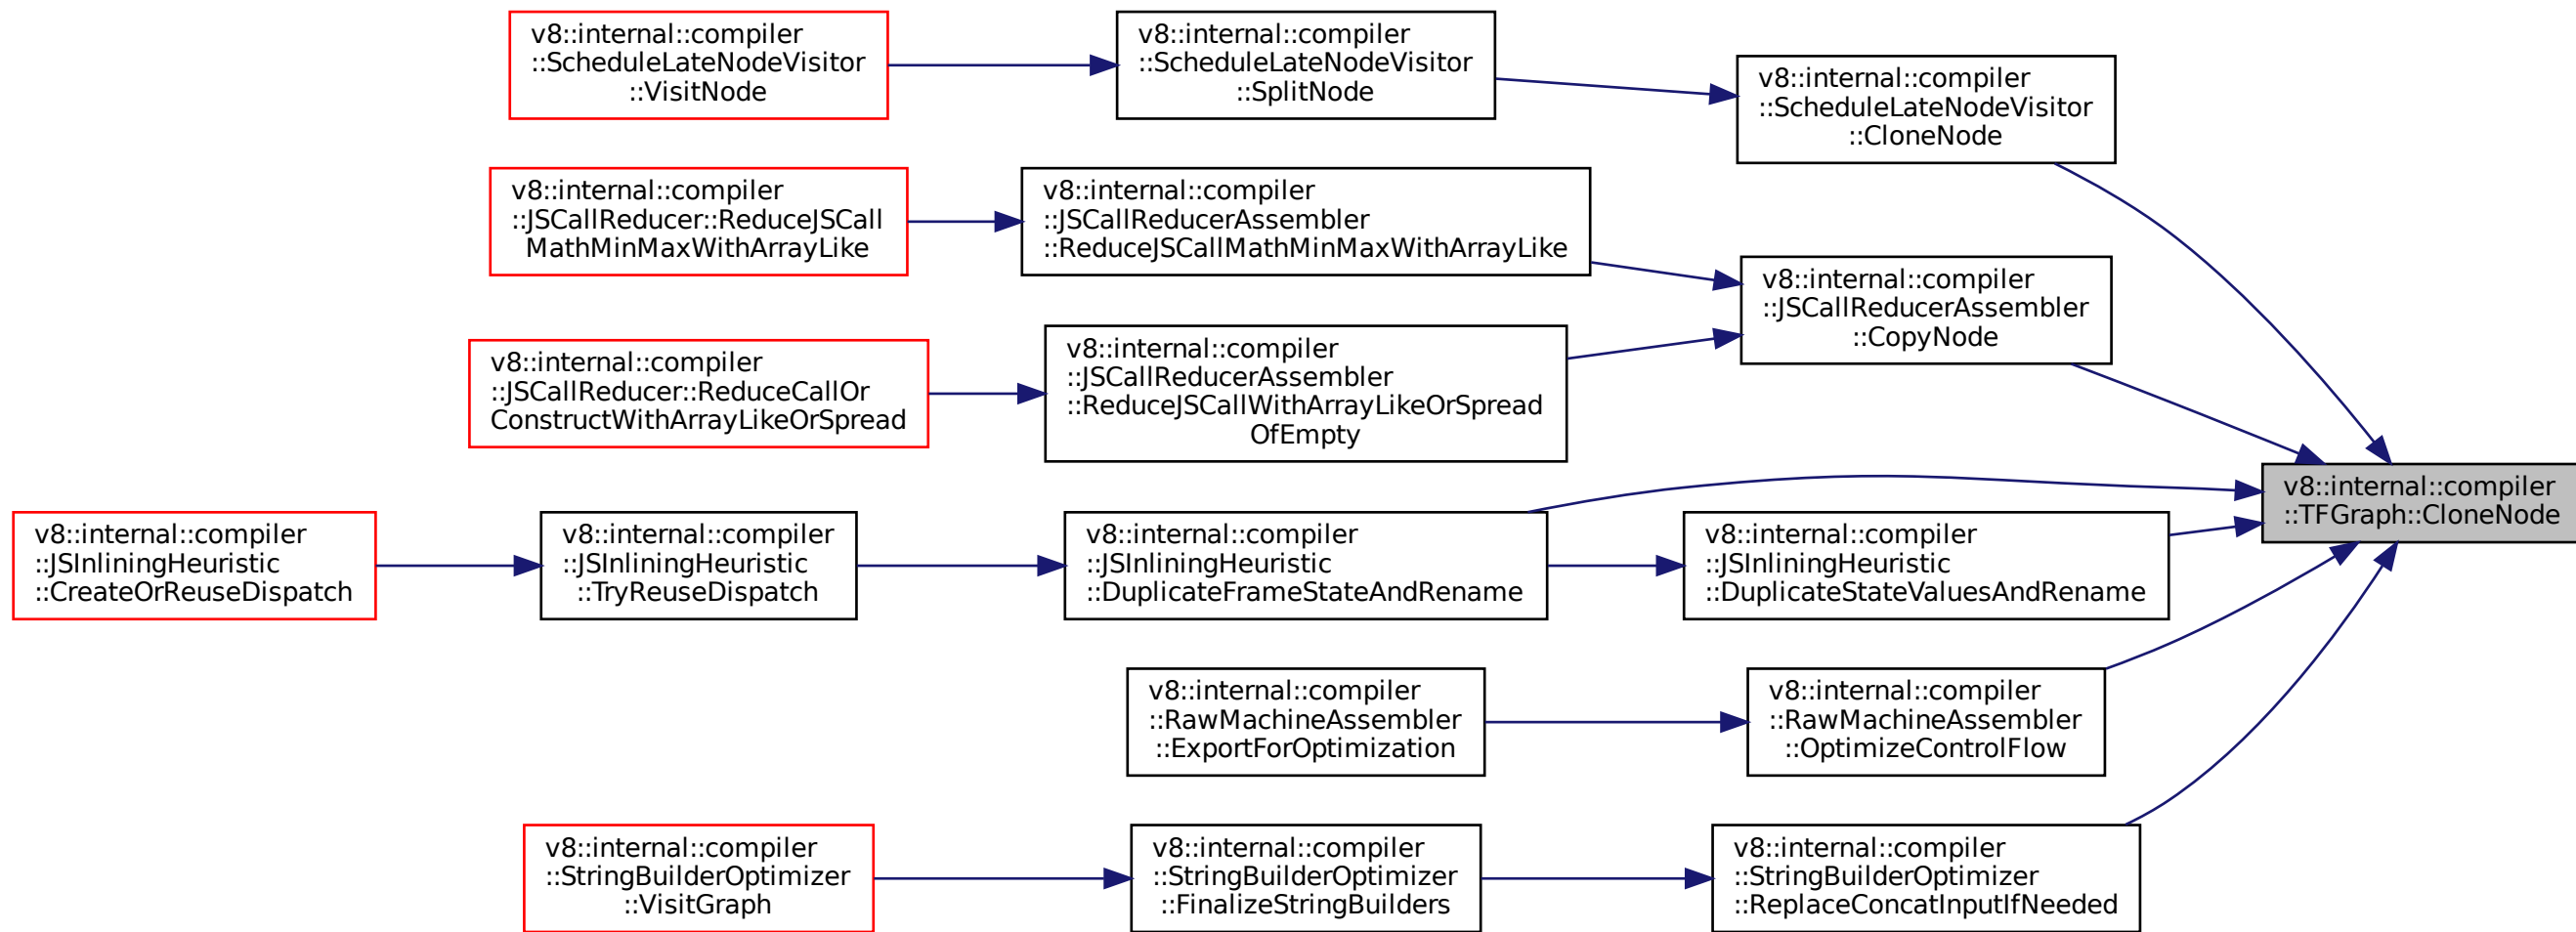 v8::internal::compiler
::ScheduleLateNodeVisitor
::VisitNode
v8::internal::compiler
::ScheduleLateNodeVisitor
::SplitNode
v8::internal::compiler
::ScheduleLateNodeVisitor
::CloneNode
v8::internal::compiler
::JSCallReducer::ReduceJSCall
MathMinMaxWithArrayLike
v8::internal::compiler
::JSCallReducerAssembler
::ReduceJSCallMathMinMaxWithArrayLike
v8::internal::compiler
::JSCallReducerAssembler
::CopyNode
v8::internal::compiler
::JSCallReducer::ReduceCallOr
ConstructWithArrayLikeOrSpread
v8::internal::compiler
::JSCallReducerAssembler
::ReduceJSCallWithArrayLikeOrSpread
OfEmpty
v8::internal::compiler
::TFGraph::CloneNode
v8::internal::compiler
::JSInliningHeuristic
::CreateOrReuseDispatch
v8::internal::compiler
::JSInliningHeuristic
::TryReuseDispatch
v8::internal::compiler
::JSInliningHeuristic
::DuplicateFrameStateAndRename
v8::internal::compiler
::JSInliningHeuristic
::DuplicateStateValuesAndRename
v8::internal::compiler
::RawMachineAssembler
::ExportForOptimization
v8::internal::compiler
::RawMachineAssembler
::OptimizeControlFlow
v8::internal::compiler
::StringBuilderOptimizer
::VisitGraph
v8::internal::compiler
::StringBuilderOptimizer
::FinalizeStringBuilders
v8::internal::compiler
::StringBuilderOptimizer
::ReplaceConcatInputIfNeeded